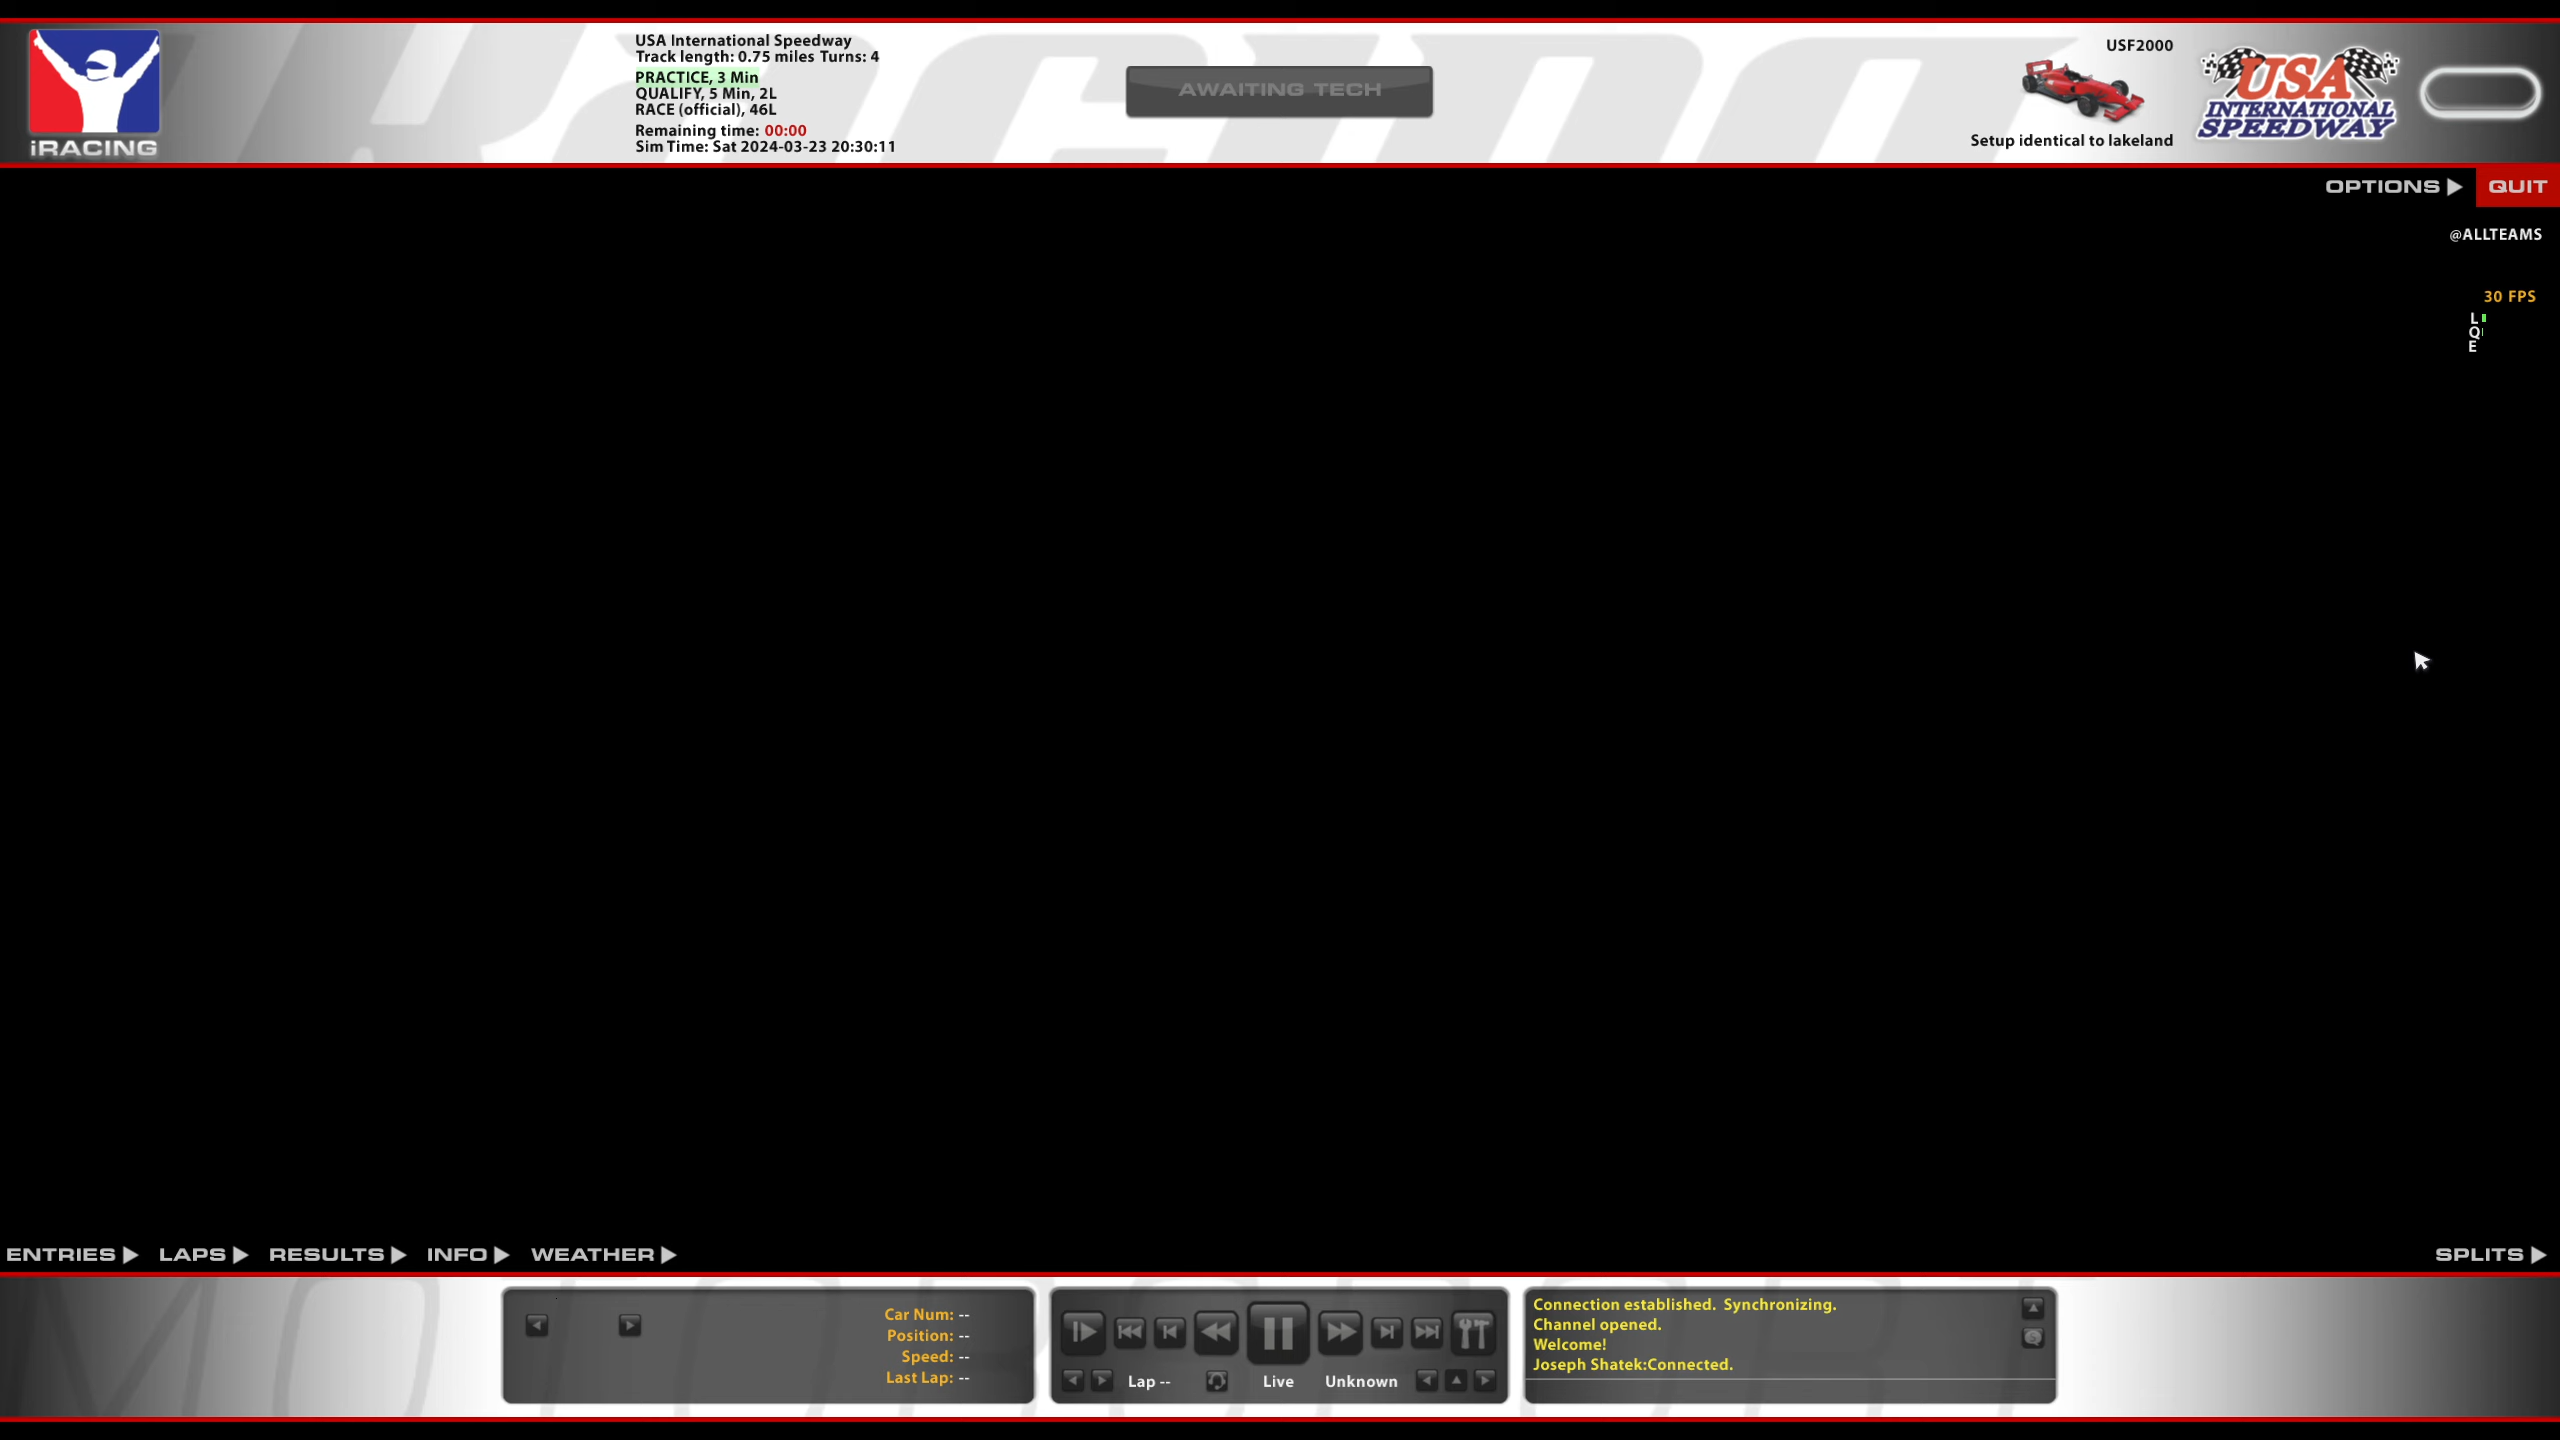 iRACING
USA International Speedway
Track length: 0.75 miles Turns: 4
PRACTICE, 3 Min
QUALIFY, 5 Min, 2L
RACE (official), 46L
Remaining time: 00:00
Sim Time: Sat 2024-03-23 20:30:11
AWAITING TECH
USF2000
Setup identical to lakeland
USA
INTERNATIONAL
SPEEDWAY
OPTIONS
QUIT
@ALLTEAMS
30 FPS
L
Q
E
ENTRIES
LAPS
RESULTS
INFO
WEATHER
SPLITS
Car Num: --
Position: --
Speed: --
Last Lap: --
Lap --
Live
Unknown
Connection established.  Synchronizing.
Channel opened.
Welcome!
Joseph Shatek:Connected.